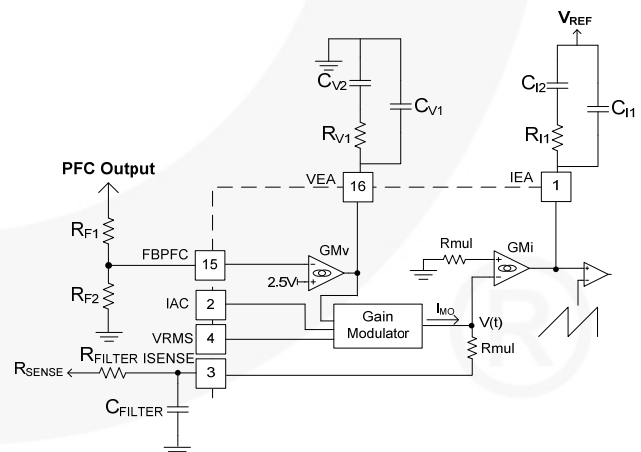 VREF
CV2
CV1
RV1
CI2
CI1
RI1
PFC Output
VEA
16
IEA
1
RF1
FBPFC
15
GMv
Rmul
GMi
2.5V
RF2
IAC
2
Gain
Modulator
IMO
V(t)
VRMS
4
Rmul
RSENSE
RFILTER
ISENSE
3
CFILTER
®